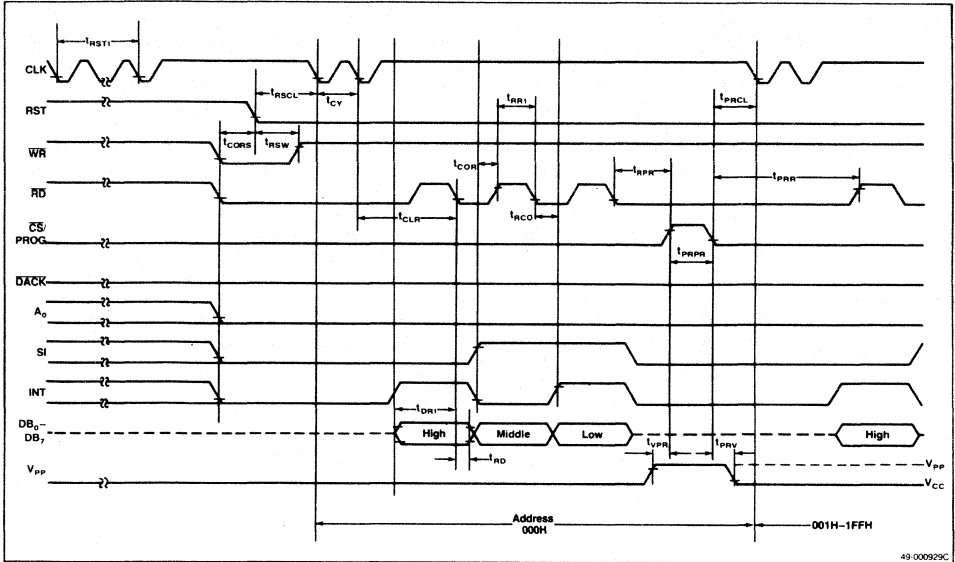 tRST1
CLK
tRSCL
tCY
tPRCL
RST
tRR1
tCORS
tRSW
WR
tCOR
tRPR
tPRR
RD
tCLR
tRCO
CS/
PROG
tPRPR
DACK
A0
SI
INT
tDR1
DB0–
DB7
High
Middle
Low
High
tRD
tVPR
tPRV
VPP
VPP
VCC
Address
000H
001H–1FFH
49-000929C